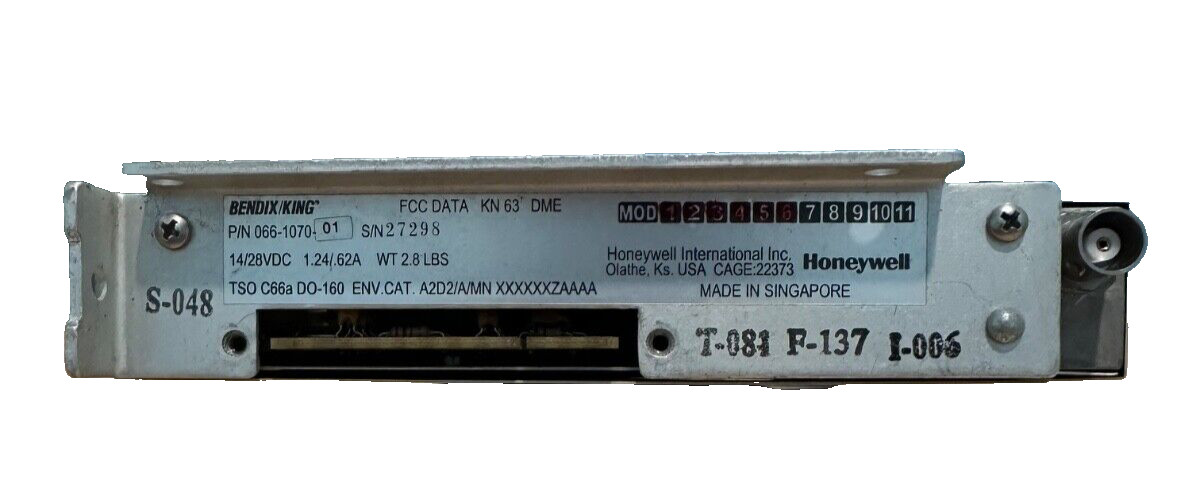 BENDIX/KING® FCC DATA KN 63 DME MOD 1 2 3 4 5 6 7 8 9 10 11
P/N 066-1070-01 S/N 27298
14/28VDC 1.24/.62A WT 2.8 LBS
Honeywell International Inc.
Olathe, Ks. USA CAGE:22373 Honeywell
TSO C66a DO-160 ENV.CAT. A2D2/A/MN XXXXXXZAAAA MADE IN SINGAPORE
S-048
T-081 F-137 I-006